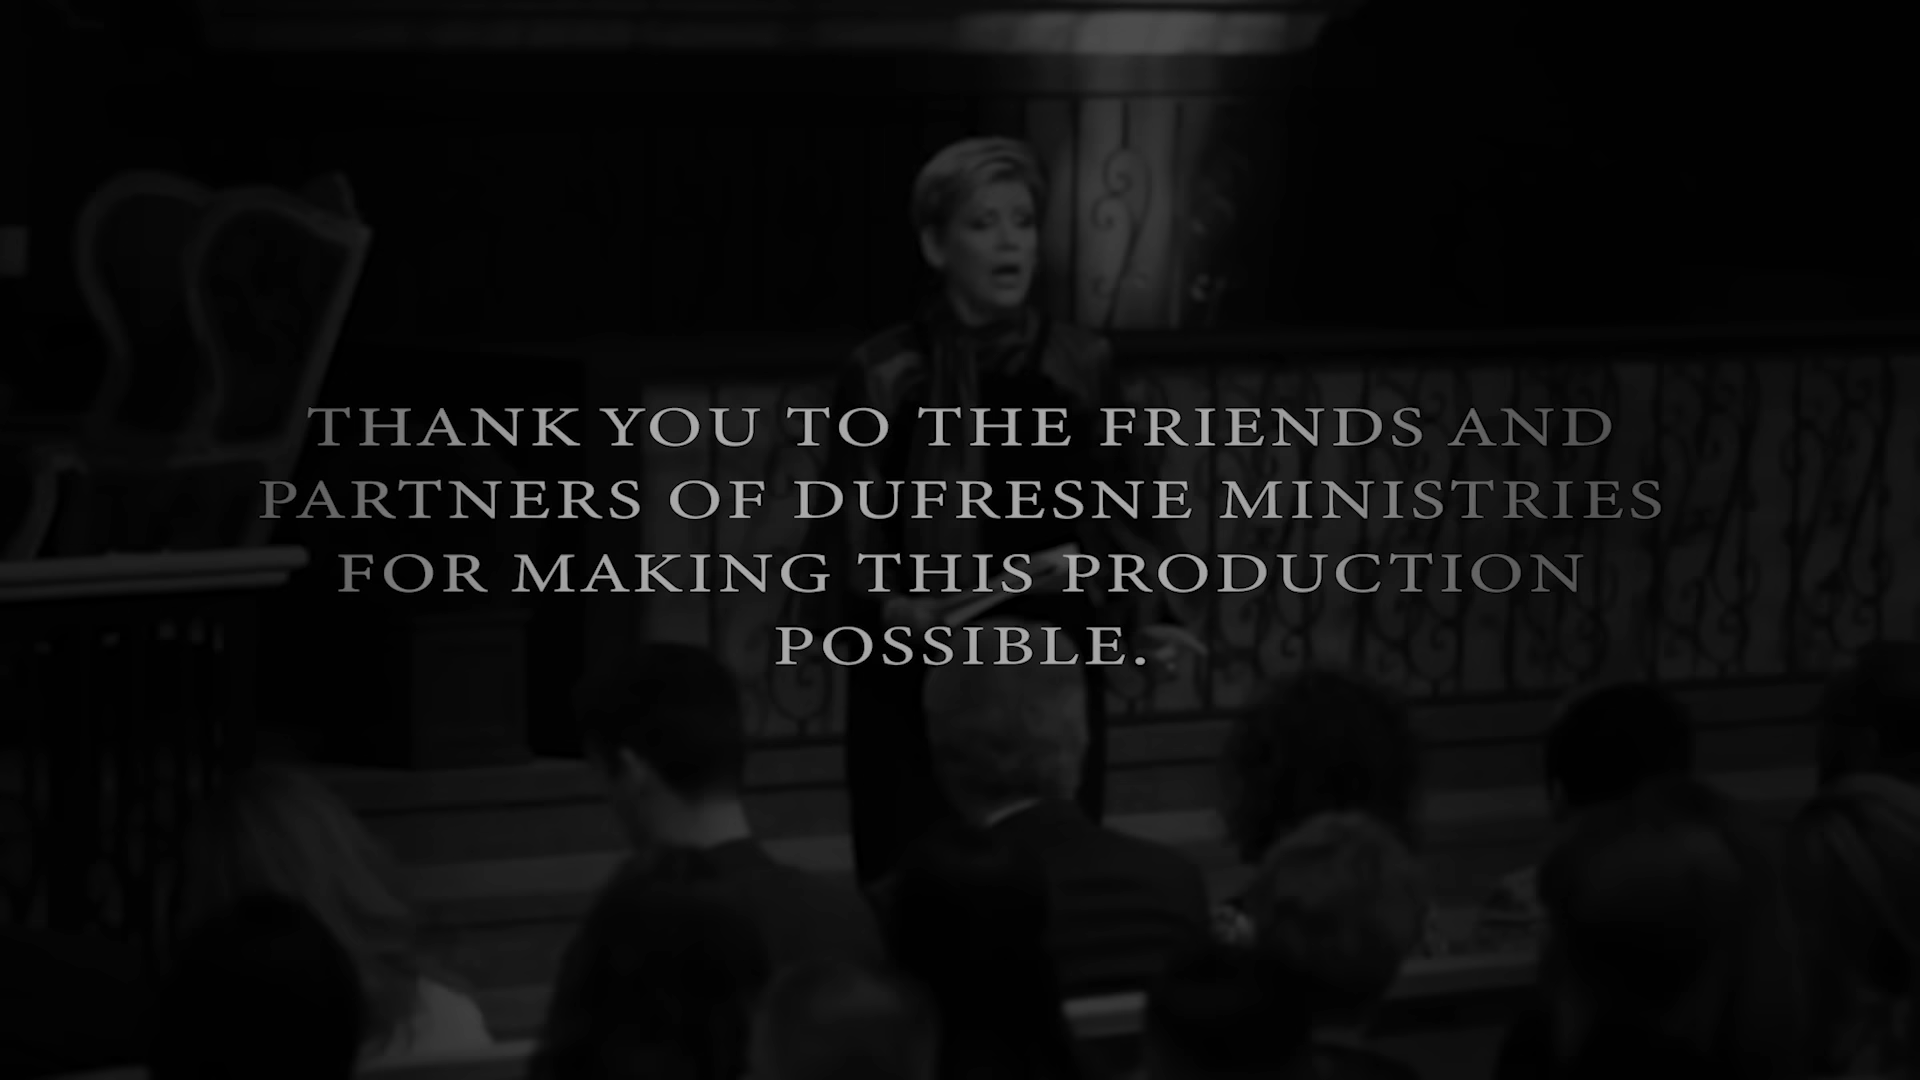 THANK YOU TO THE FRIENDS AND
PARTNERS OF DUFRESNE MINISTRIES
FOR MAKING THIS PRODUCTION
POSSIBLE.